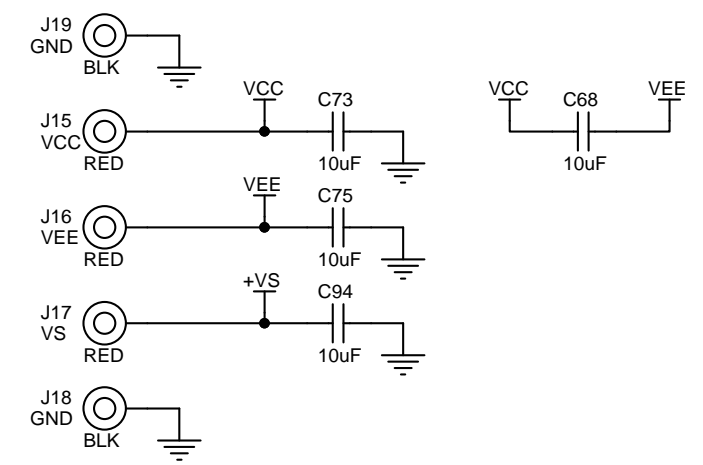 J19
GND
BLK
VCC
C73
J15
VCC
RED
10uF
VCC
C68
VEE
10uF
VEE
C75
J16
VEE
RED
10uF
+VS
C94
J17
VS
RED
10uF
J18
GND
BLK